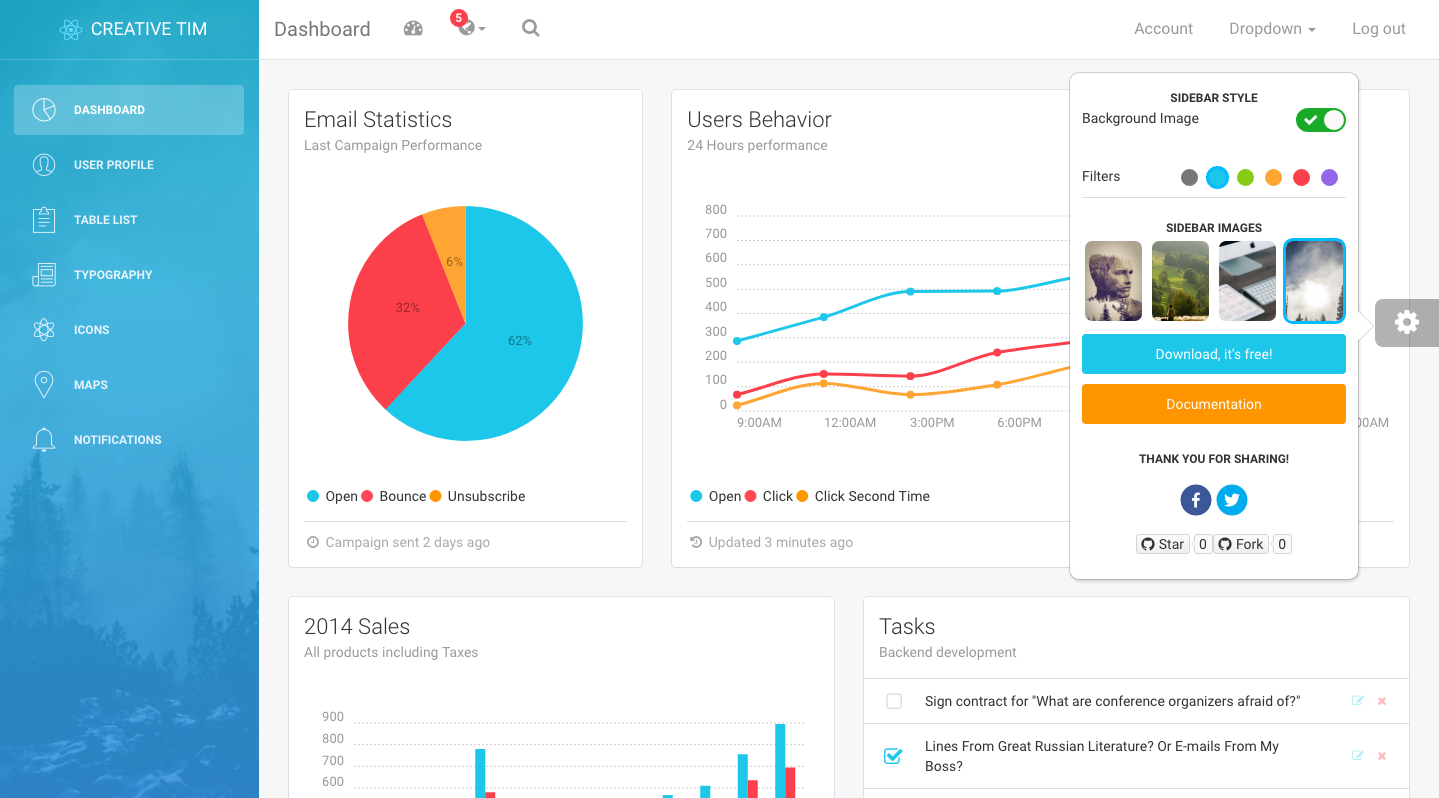 CREATIVE TIM
Dashboard
5
Account
Dropdown
Log out
DASHBOARD
USER PROFILE
TABLE LIST
TYPOGRAPHY
ICONS
MAPS
NOTIFICATIONS
Email Statistics
Last Campaign Performance
6%
32%
62%
Open Bounce Unsubscribe
Campaign sent 2 days ago
Users Behavior
24 Hours performance
800
700
600
500
400
300
200
100
0
9:00AM 12:00AM 3:00PM 6:00PM 00AM
Open Click Click Second Time
Updated 3 minutes ago
SIDEBAR STYLE
Background Image
Filters
SIDEBAR IMAGES
Download, it's free!
Documentation
THANK YOU FOR SHARING!
Star 0 Fork 0
2014 Sales
All products including Taxes
900
800
700
600
Tasks
Backend development
Sign contract for "What are conference organizers afraid of?"
Lines From Great Russian Literature? Or E-mails From My
Boss?